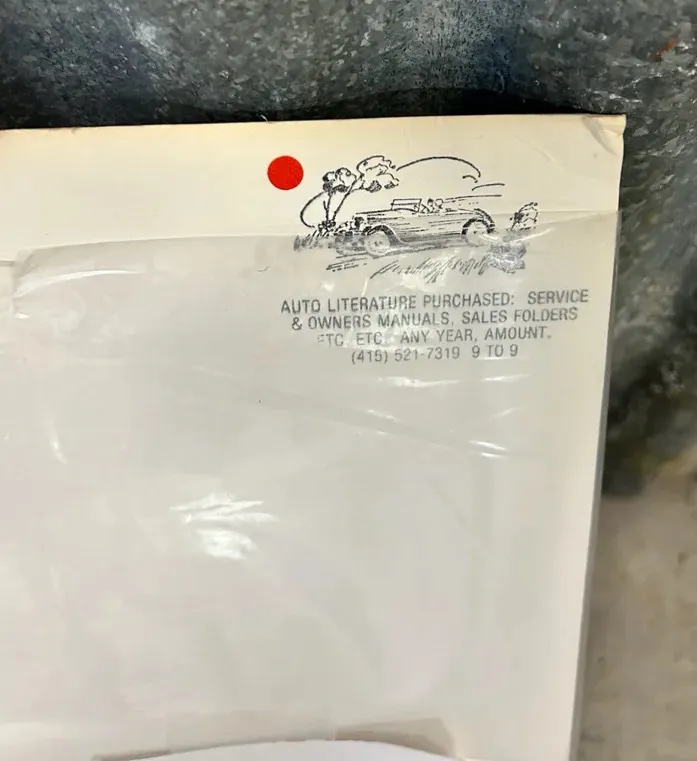 AUTO LITERATURE PURCHASED: SERVICE
& OWNERS MANUALS, SALES FOLDERS
ETC. ETC. ANY YEAR, AMOUNT.
(415) 521-7319 9 TO 9